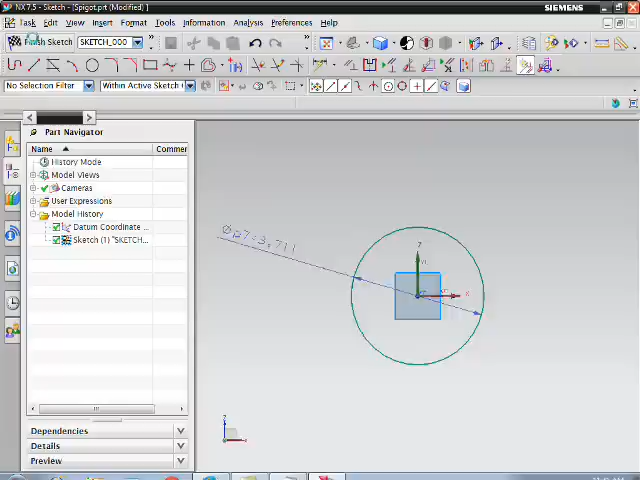 NX 7.5 - Sketch - [Spigot.prt (Modified) ]
SIEMENS
Task Edit View Insert Format Tools Information Analysis Preferences Help
Finish Sketch SKETCH_000
No Selection Filter Within Active Sketch
Part Navigator
Name Commer
History Mode
Model Views
Cameras
User Expressions
Model History
Datum Coordinate ...
Sketch (1) "SKETCH...
Dependencies
Details
Preview
Z
X
Z